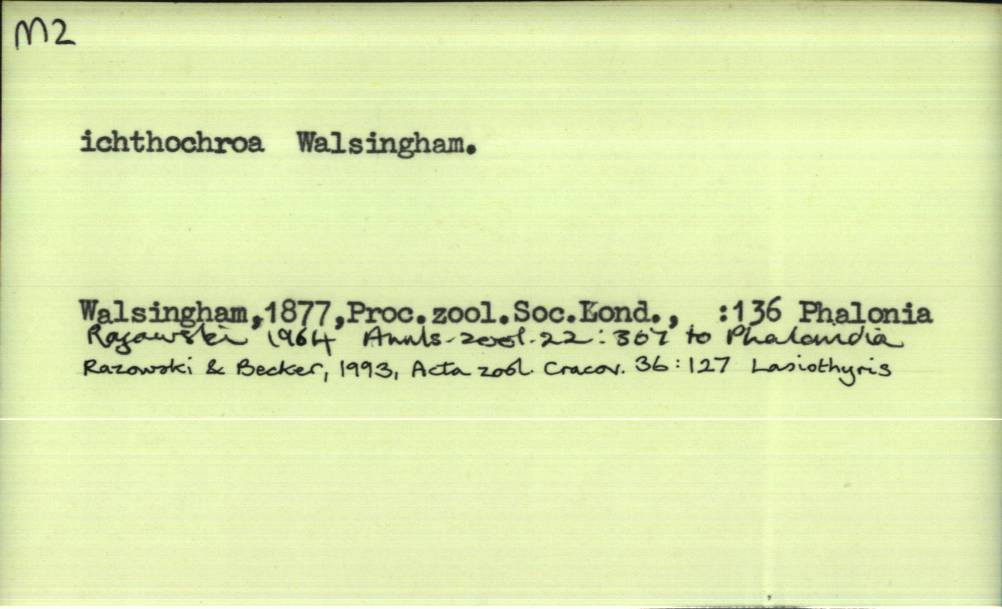 M2
ichthochroa Walsingham.
Walsingham,1877,Proc.zool.Soc.Lond., :136 Phalonia
Razowski 1964 Annls-zool.22: 307 to Phalonidia
Razowski & Becker, 1993, Acta zool. Cracov. 36:127 Lasiothyris